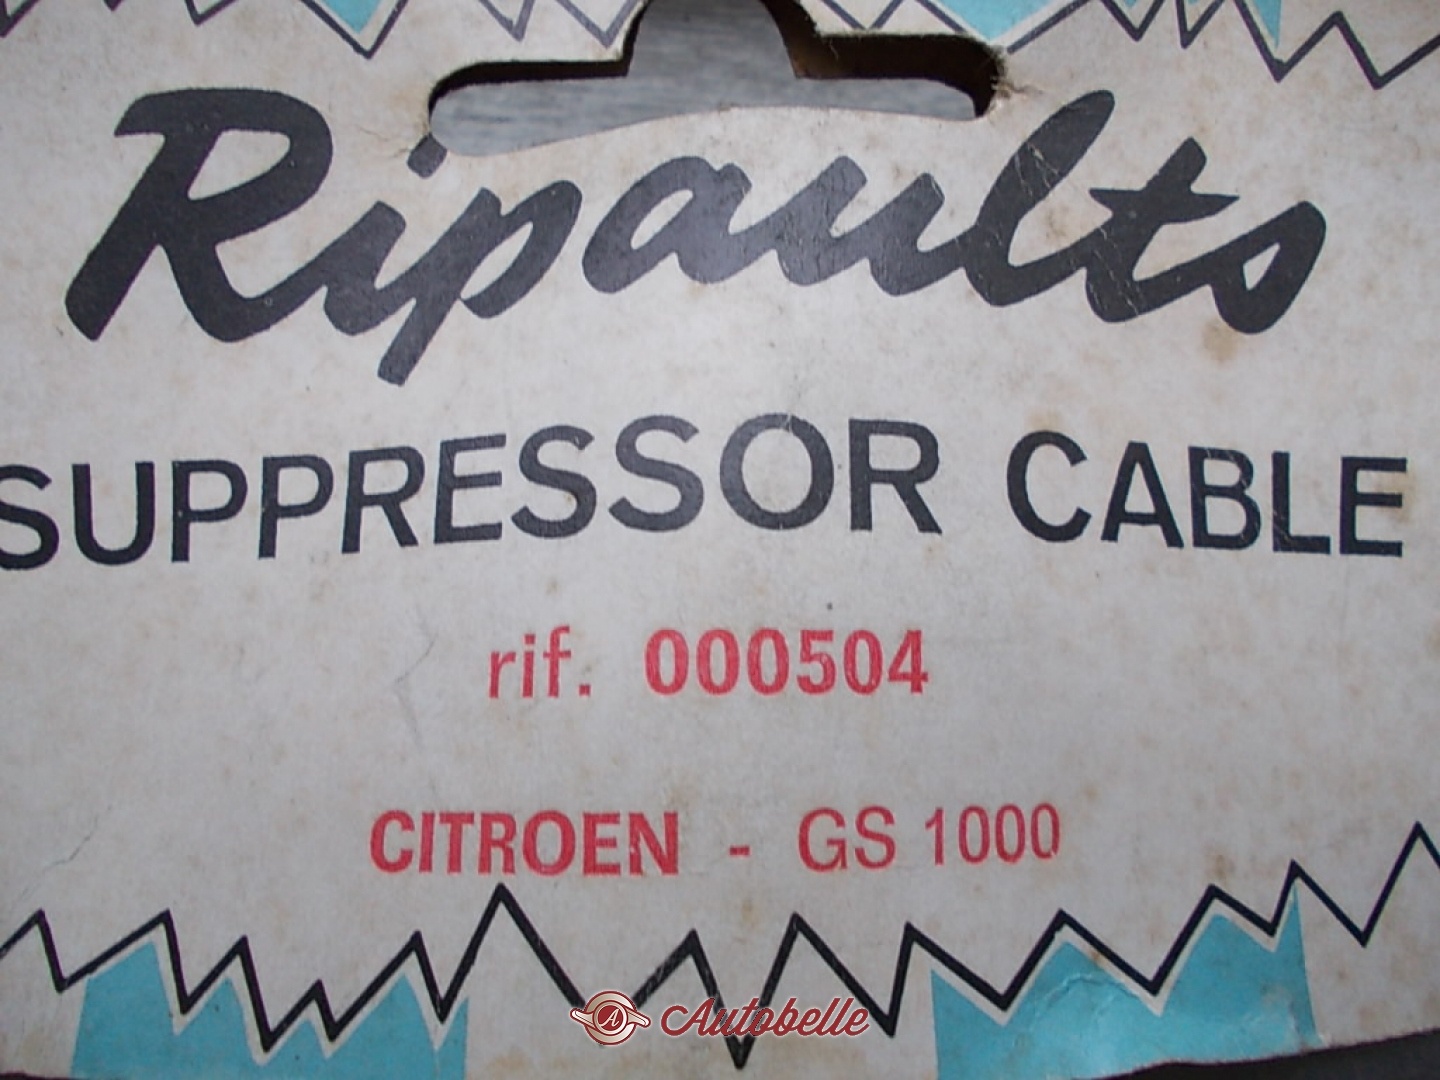 Ripaults
SUPPRESSOR CABLE
rif. 000504
CITROEN - GS 1000
A Autobelle